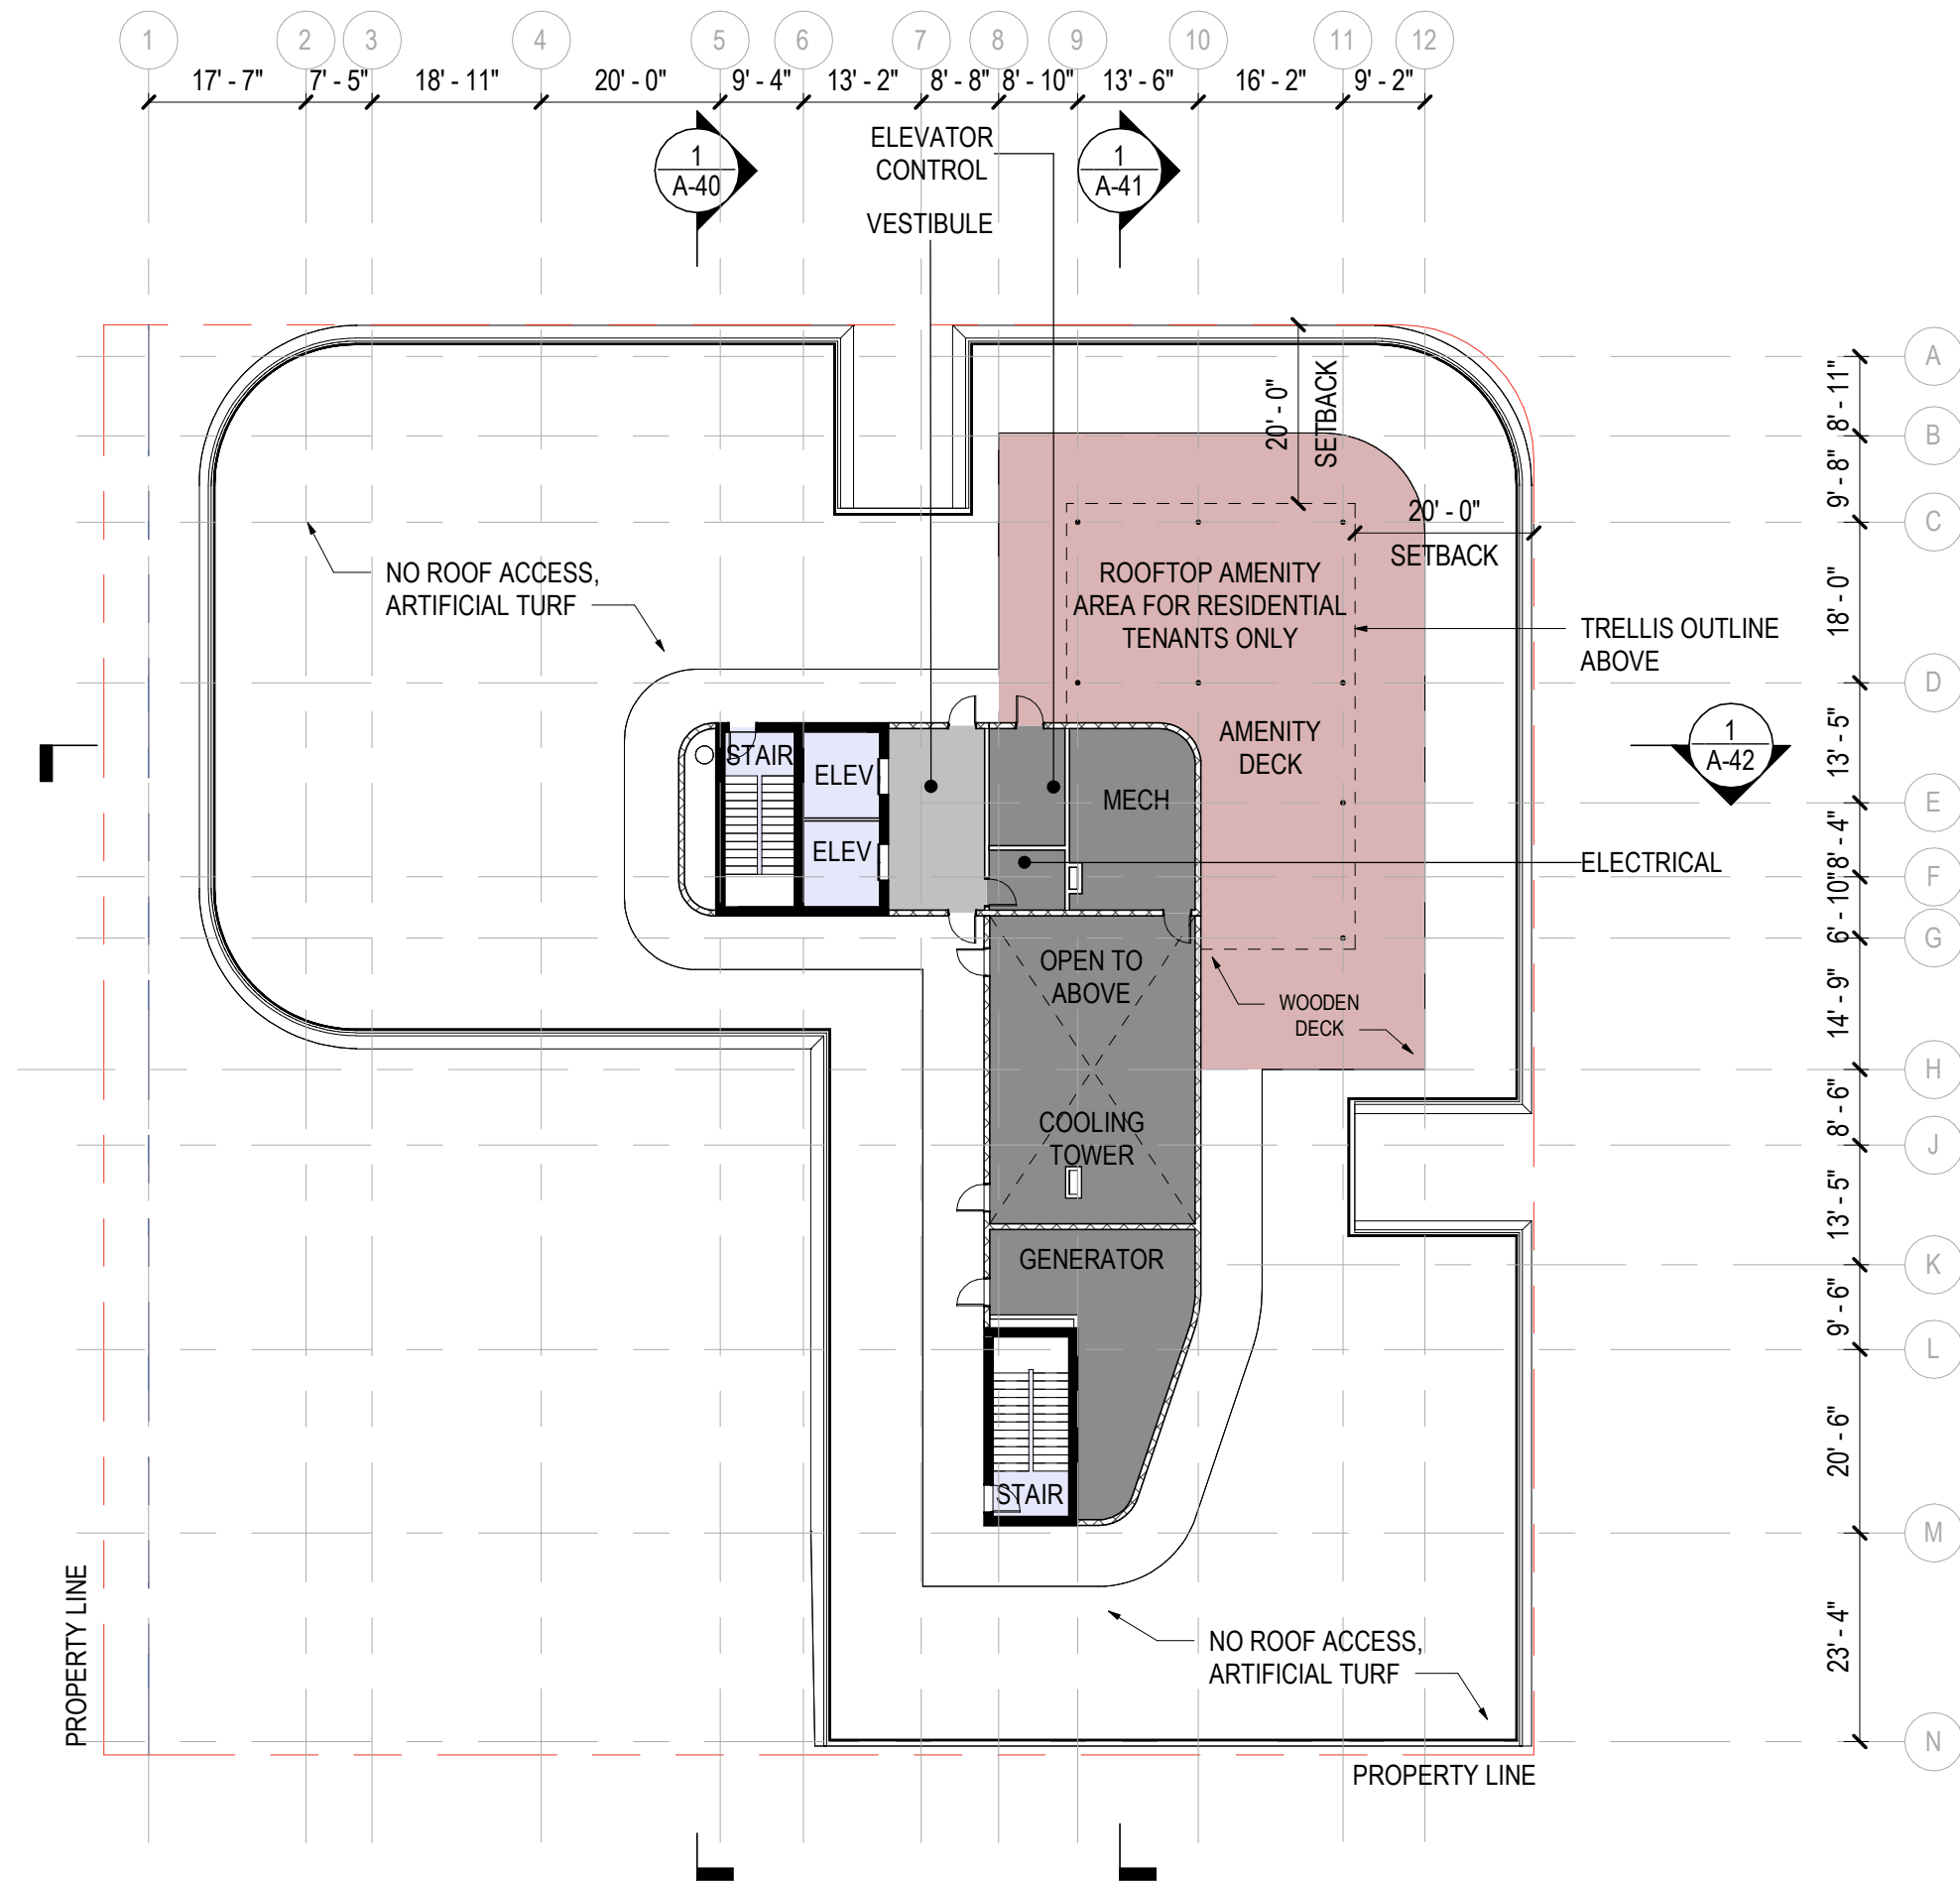 1 2 3 4 5 6 7 8 9 10 11 12
17' - 7" 7' - 5" 18' - 11" 20' - 0" 9' - 4" 13' - 2" 8' - 8" 8' - 10" 13' - 6" 16' - 2" 9' - 2"
1
A-40
ELEVATOR
CONTROL
VESTIBULE
1
A-41
A
8' - 11"
B
9' - 8"
C
18' - 0"
D
13' - 5"
E
8' - 4"
F
6' - 10"
G
14' - 9"
H
8' - 6"
J
13' - 5"
K
9' - 6"
L
20' - 6"
M
23' - 4"
N
20' - 0"
SETBACK
20' - 0"
SETBACK
NO ROOF ACCESS,
ARTIFICIAL TURF
ROOFTOP AMENITY
AREA FOR RESIDENTIAL
TENANTS ONLY
TRELLIS OUTLINE
ABOVE
AMENITY
DECK
1
A-42
STAIR
ELEV
ELEV
MECH
ELECTRICAL
OPEN TO
ABOVE
WOODEN
DECK
COOLING
TOWER
GENERATOR
STAIR
NO ROOF ACCESS,
ARTIFICIAL TURF
PROPERTY LINE
PROPERTY LINE